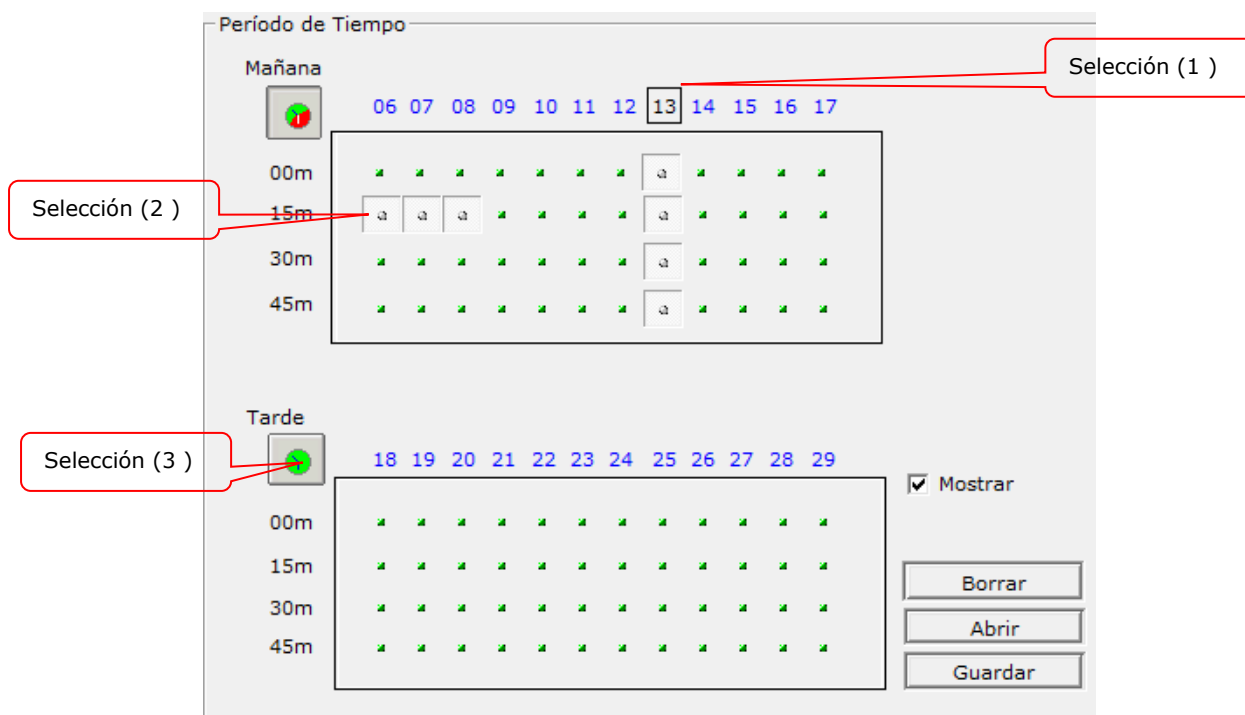 Período de Tiempo
Mañana
Selección (1 )
06 07 08 09 10 11 12 13 14 15 16 17
00m
Selección (2 )
15m
30m
45m
Tarde
Selección (3 )
18 19 20 21 22 23 24 25 26 27 28 29
Mostrar
00m
15m
Borrar
30m
Abrir
45m
Guardar